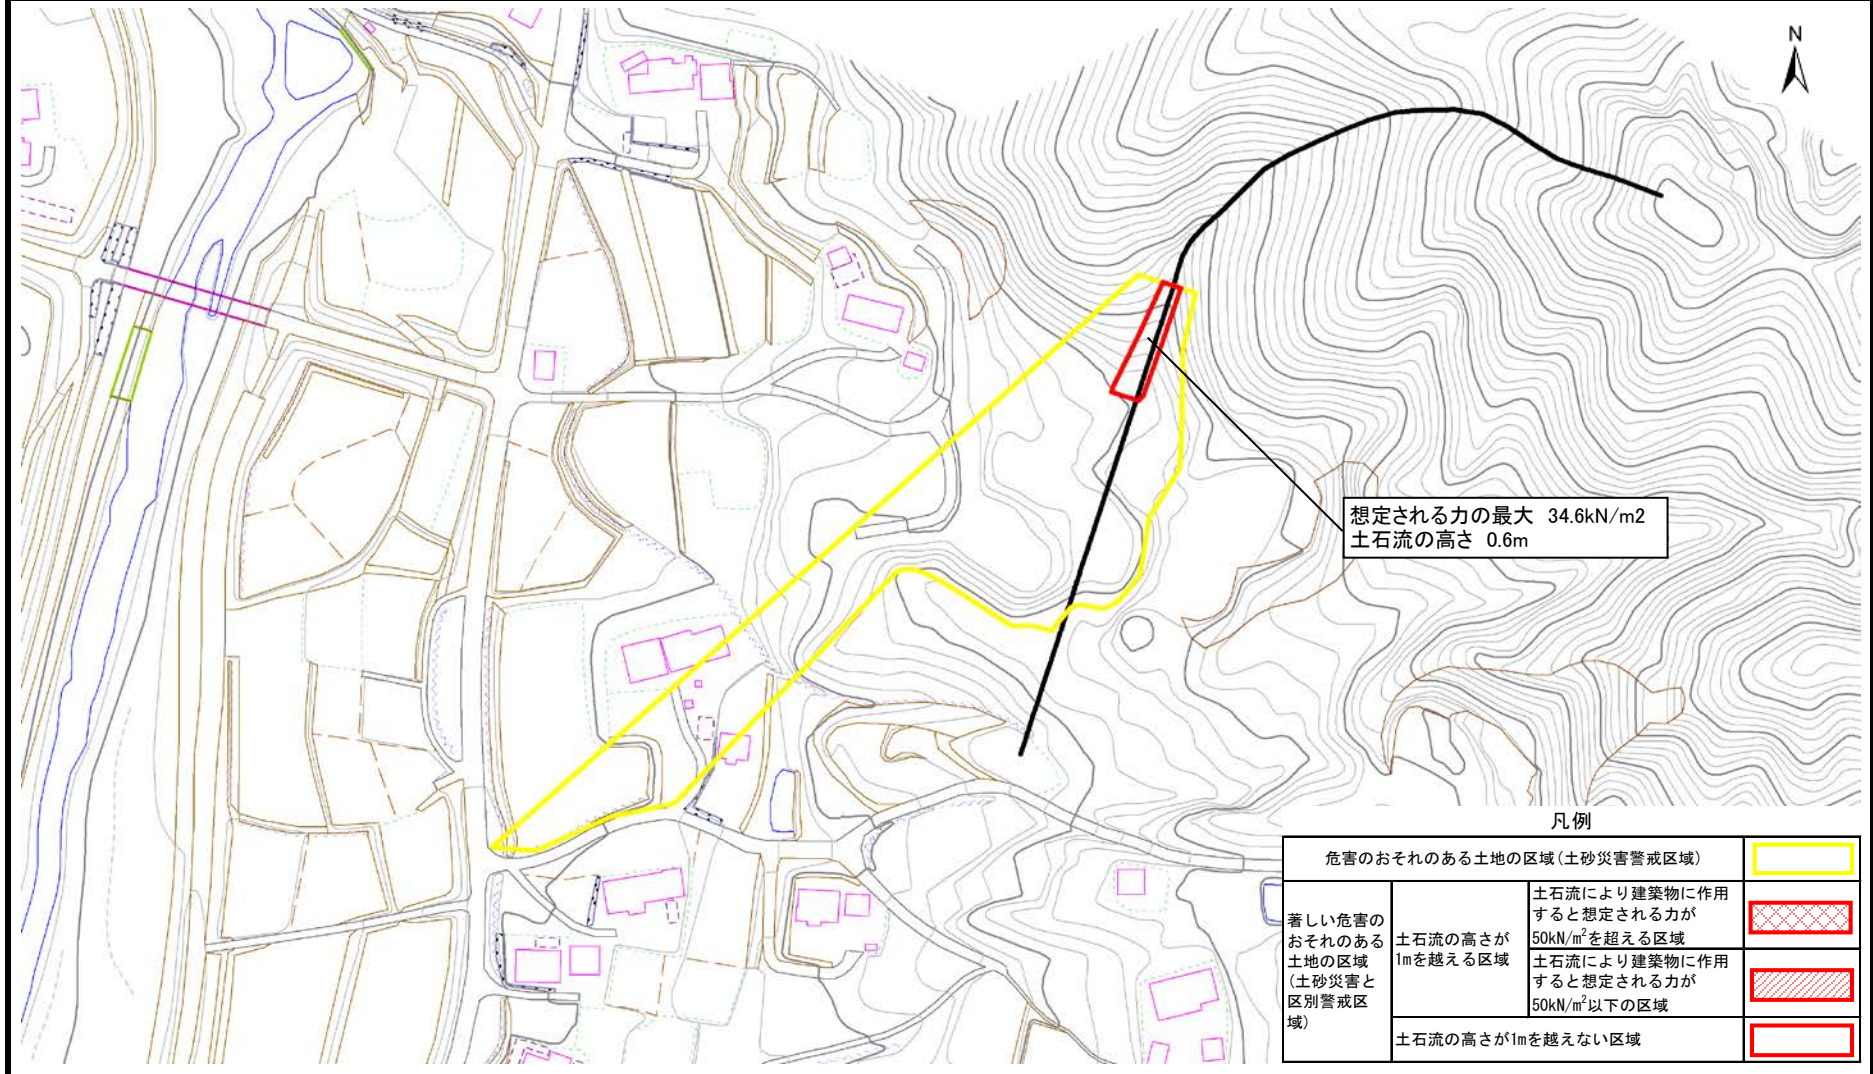 N
想定される力の最大 34.6kN/m2
土石流の高さ 0.6m
凡例
危害のおそれのある土地の区域(土砂災害警戒区域)
著しい危害の
おそれのある
土地の区域
(土砂災害と
区別警戒区
域)
土石流の高さが
1mを越える区域
土石流により建築物に作用
すると想定される力が
50kN/m²を超える区域
土石流により建築物に作用
すると想定される力が
50kN/m²以下の区域
土石流の高さが1mを越えない区域